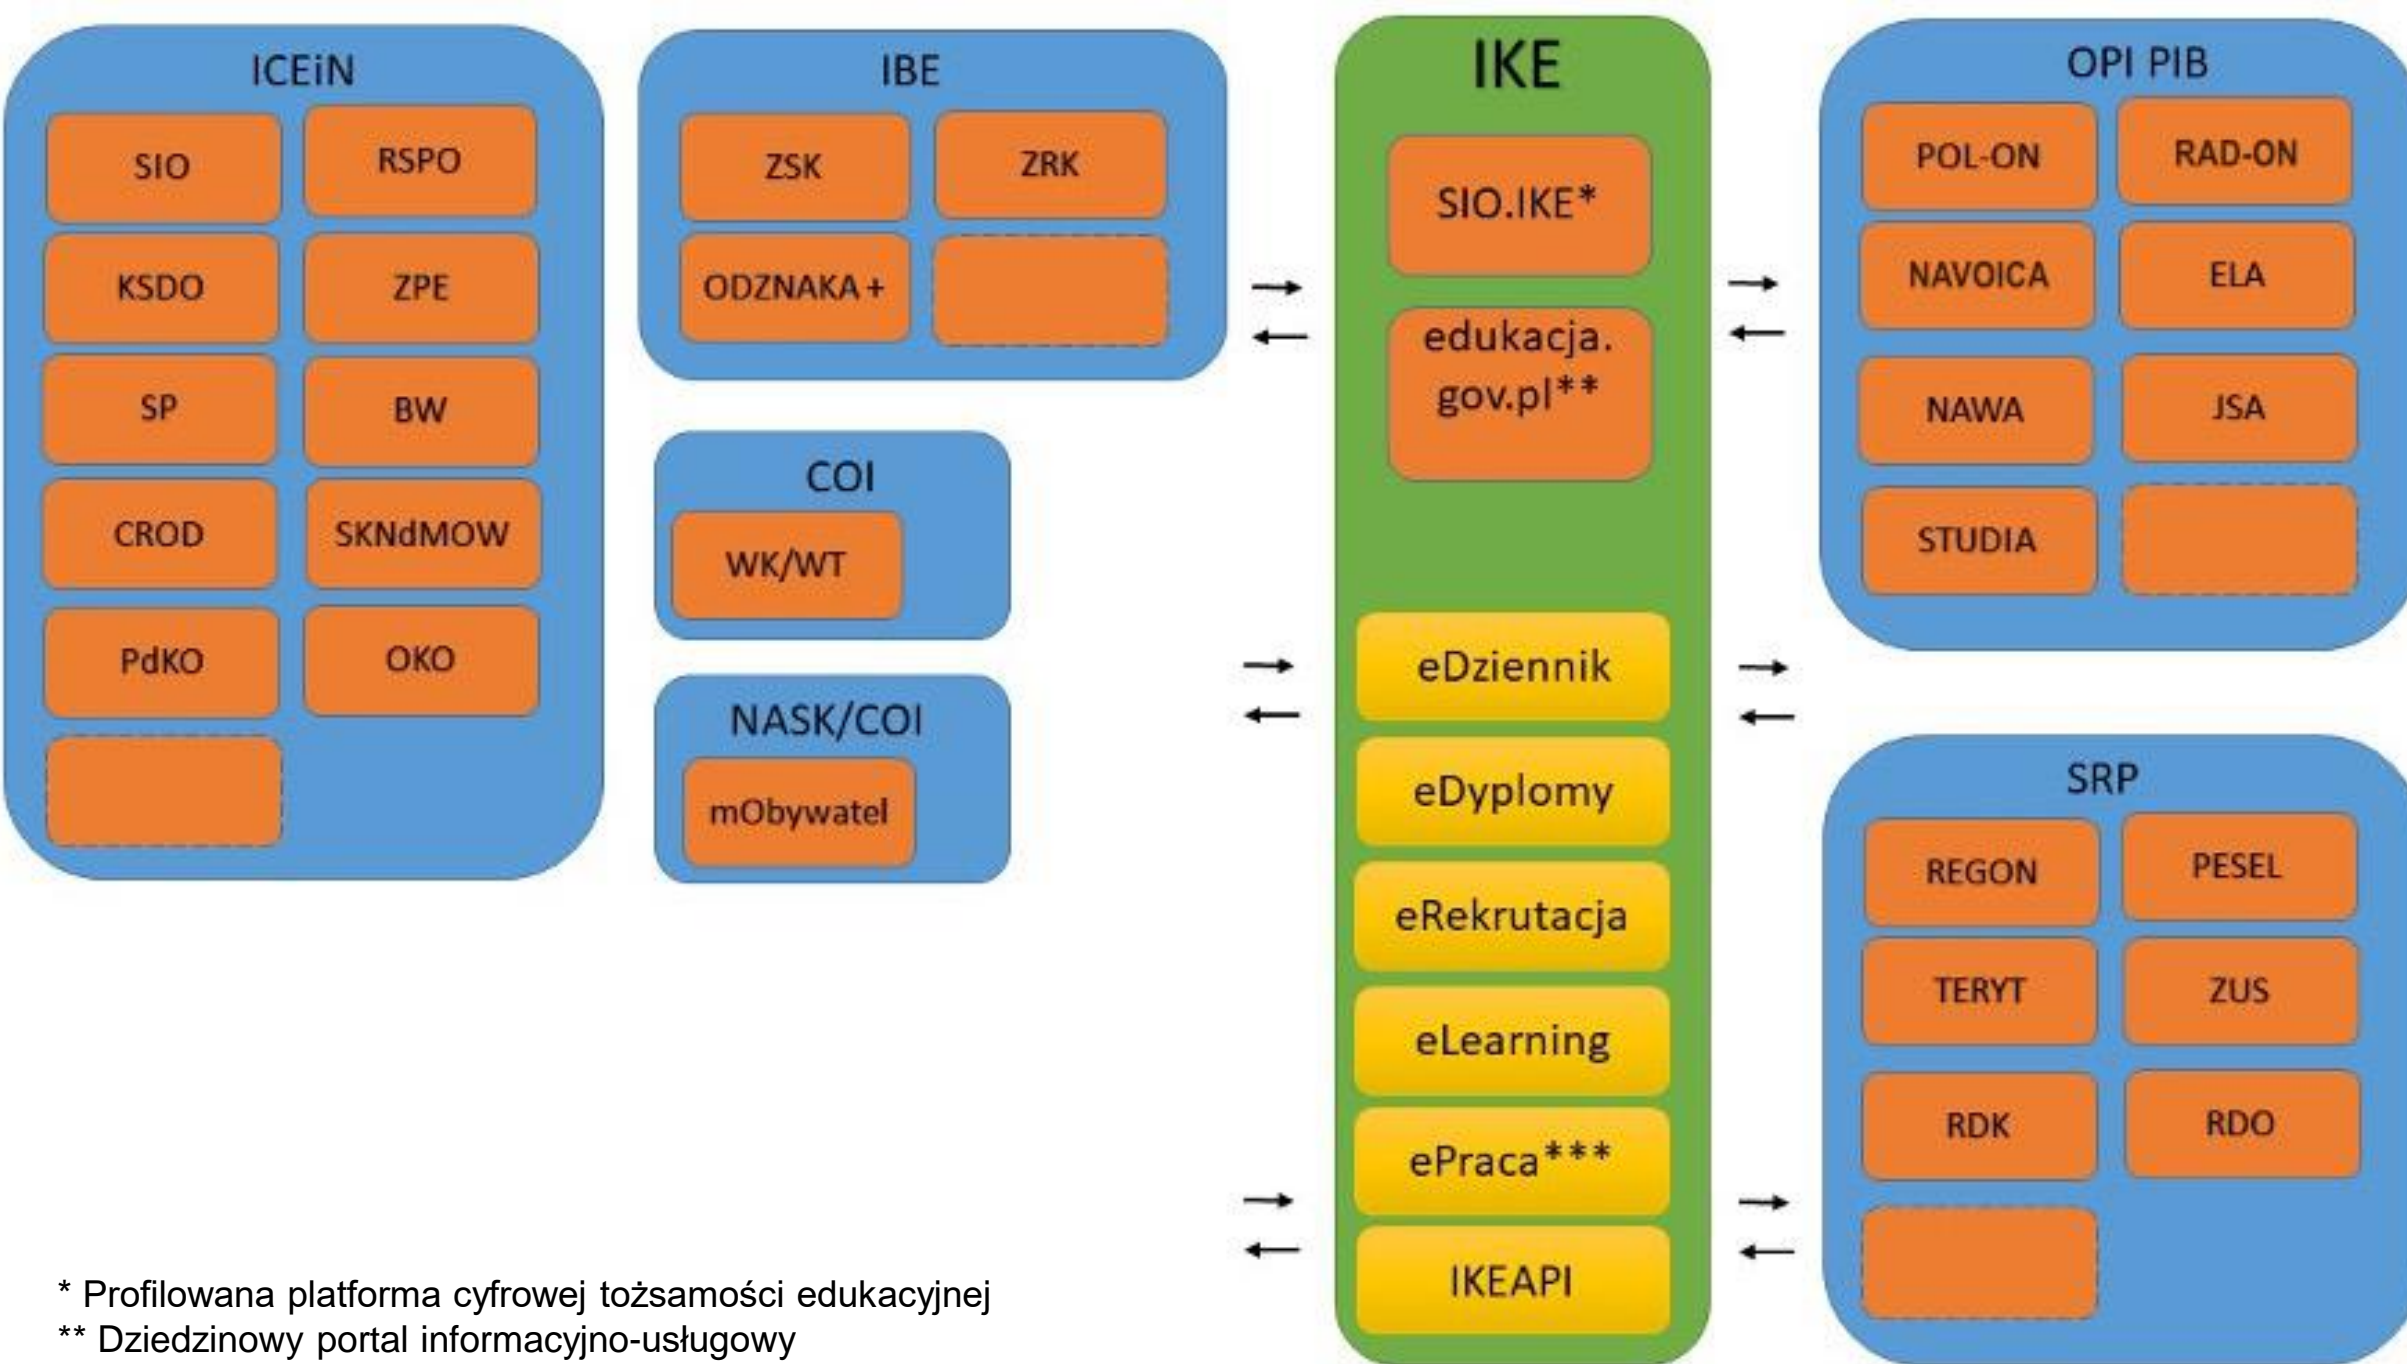 ICEiN
SIO
RSPO
KSDO
ZPE
SP
BW
CROD
SKNdMOW
PdKO
OKO
IBE
ZSK
ZRK
ODZNAKA +
COI
WK/WT
NASK/COI
mObywatel
IKE
SIO.IKE*
edukacja.
gov.pl**
eDziennik
eDyplomy
eRekrutacja
eLearning
ePraca***
IKEAPI
OPI PIB
POL-ON
RAD-ON
NAVOICA
ELA
NAWA
JSA
STUDIA
SRP
REGON
PESEL
TERYT
ZUS
RDK
RDO
* Profilowana platforma cyfrowej tożsamości edukacyjnej
** Dziedzinowy portal informacyjno-usługowy